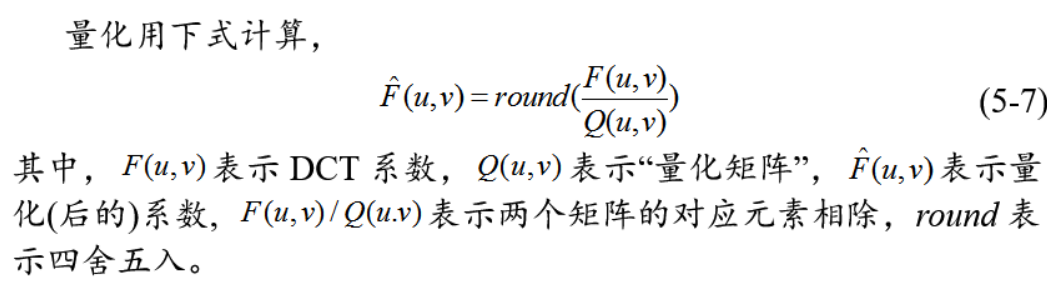 量化用下式计算，
F̂(u,v)=round(F(u,v)/Q(u,v)) (5-7)
其中，F(u,v)表示 DCT 系数，Q(u,v)表示“量化矩阵”，F̂(u,v)表示量
化(后的)系数, F(u,v)/Q(u.v)表示两个矩阵的对应元素相除，round 表
示四舍五入。